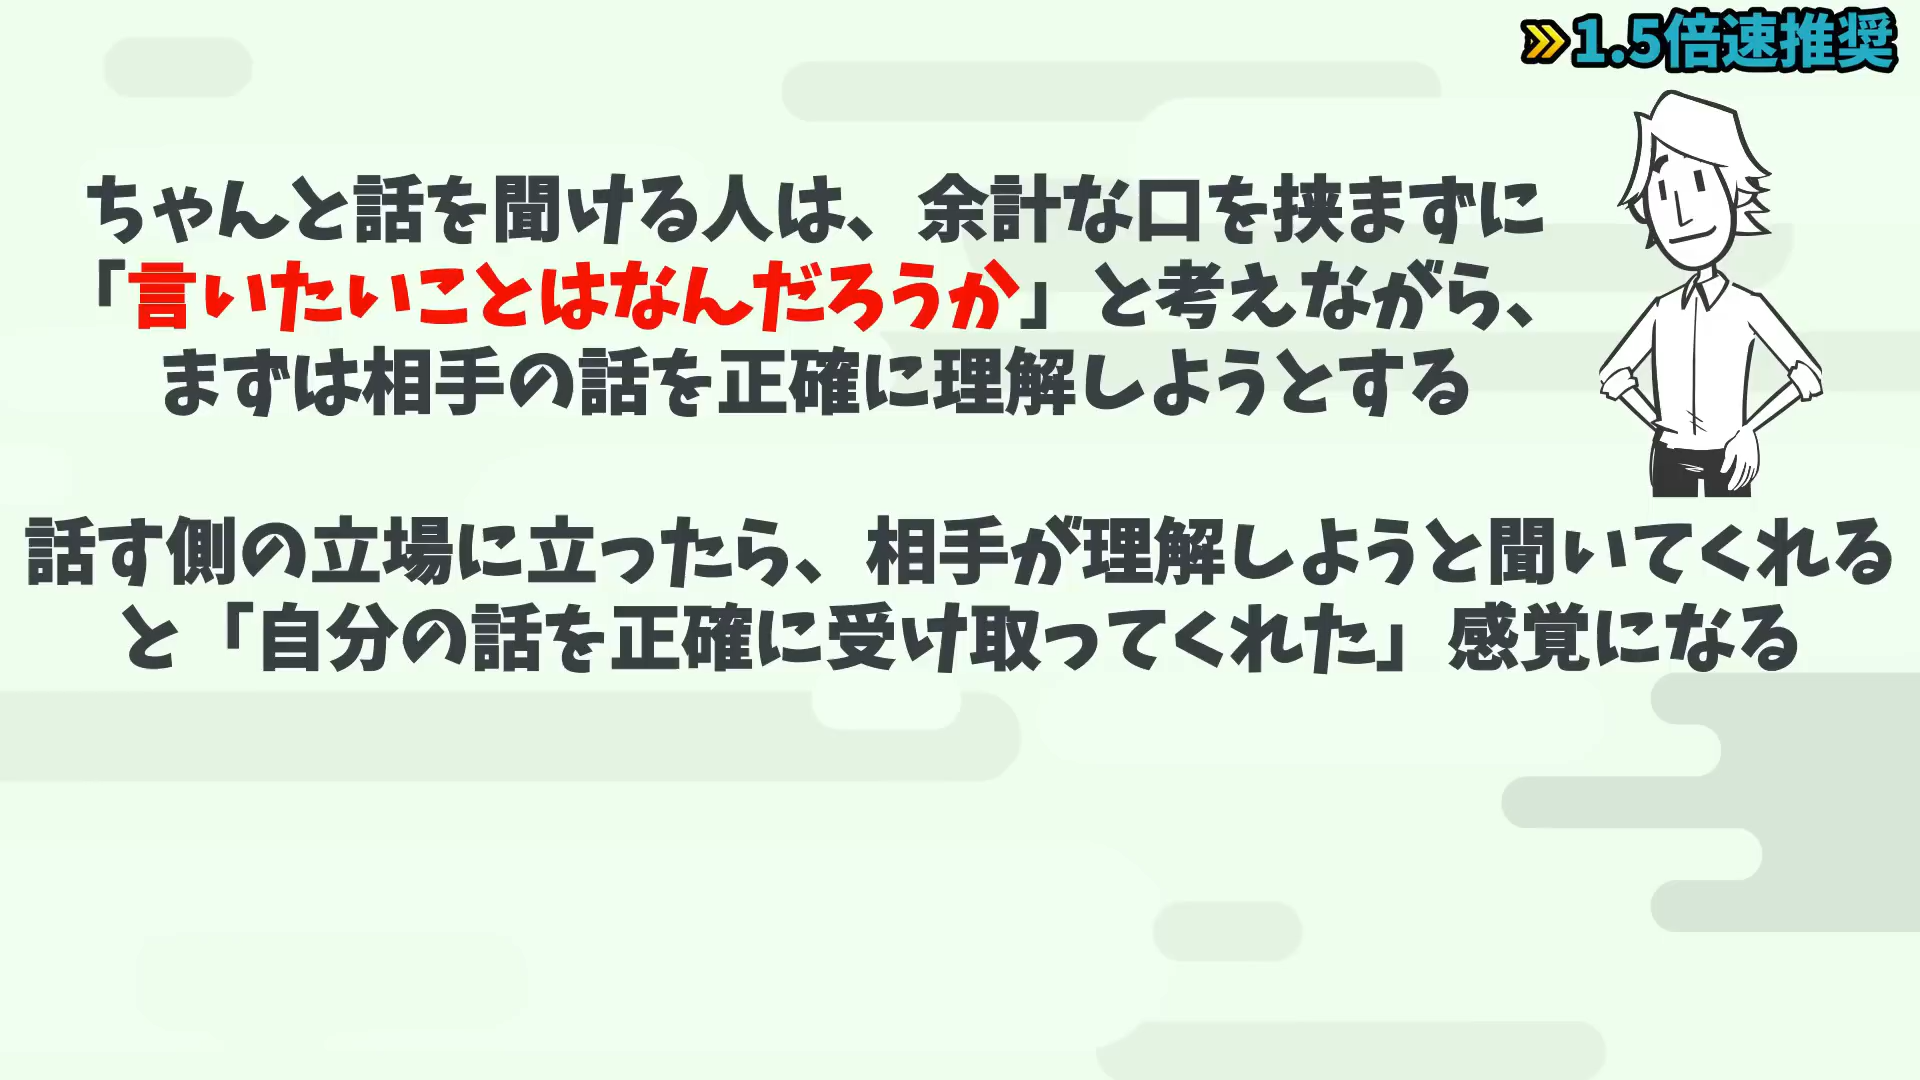 1.5倍速推奨
ちゃんと話を聞ける人は、余計な口を挟まずに
「言いたいことはなんだろうか」と考えながら、
まずは相手の話を正確に理解しようとする
話す側の立場に立ったら、相手が理解しようと聞いてくれる
と「自分の話を正確に受け取ってくれた」感覚になる